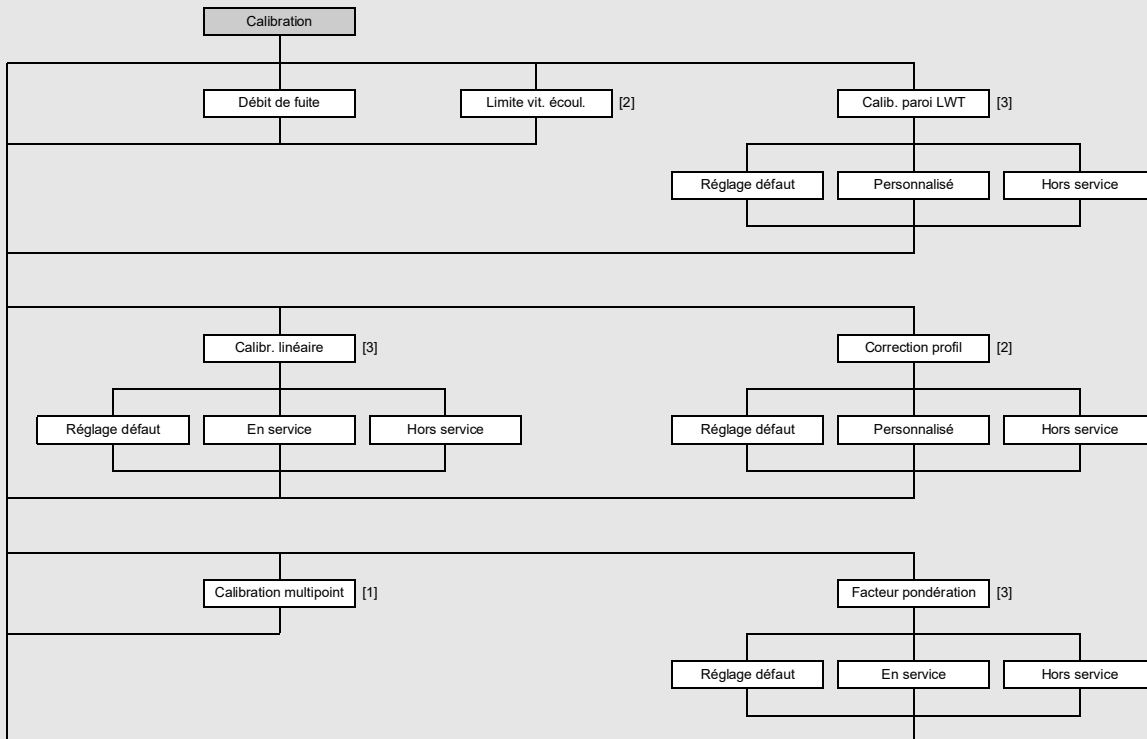 Calibration
Débit de fuite
Limite vit. écoul. [2]
Calib. paroi LWT [3]
Réglage défaut
Personnalisé
Hors service
Calibr. linéaire [3]
Correction profil [2]
Réglage défaut
En service
Hors service
Réglage défaut
Personnalisé
Hors service
Calibration multipoint [1]
Facteur pondération [3]
Réglage défaut
En service
Hors service